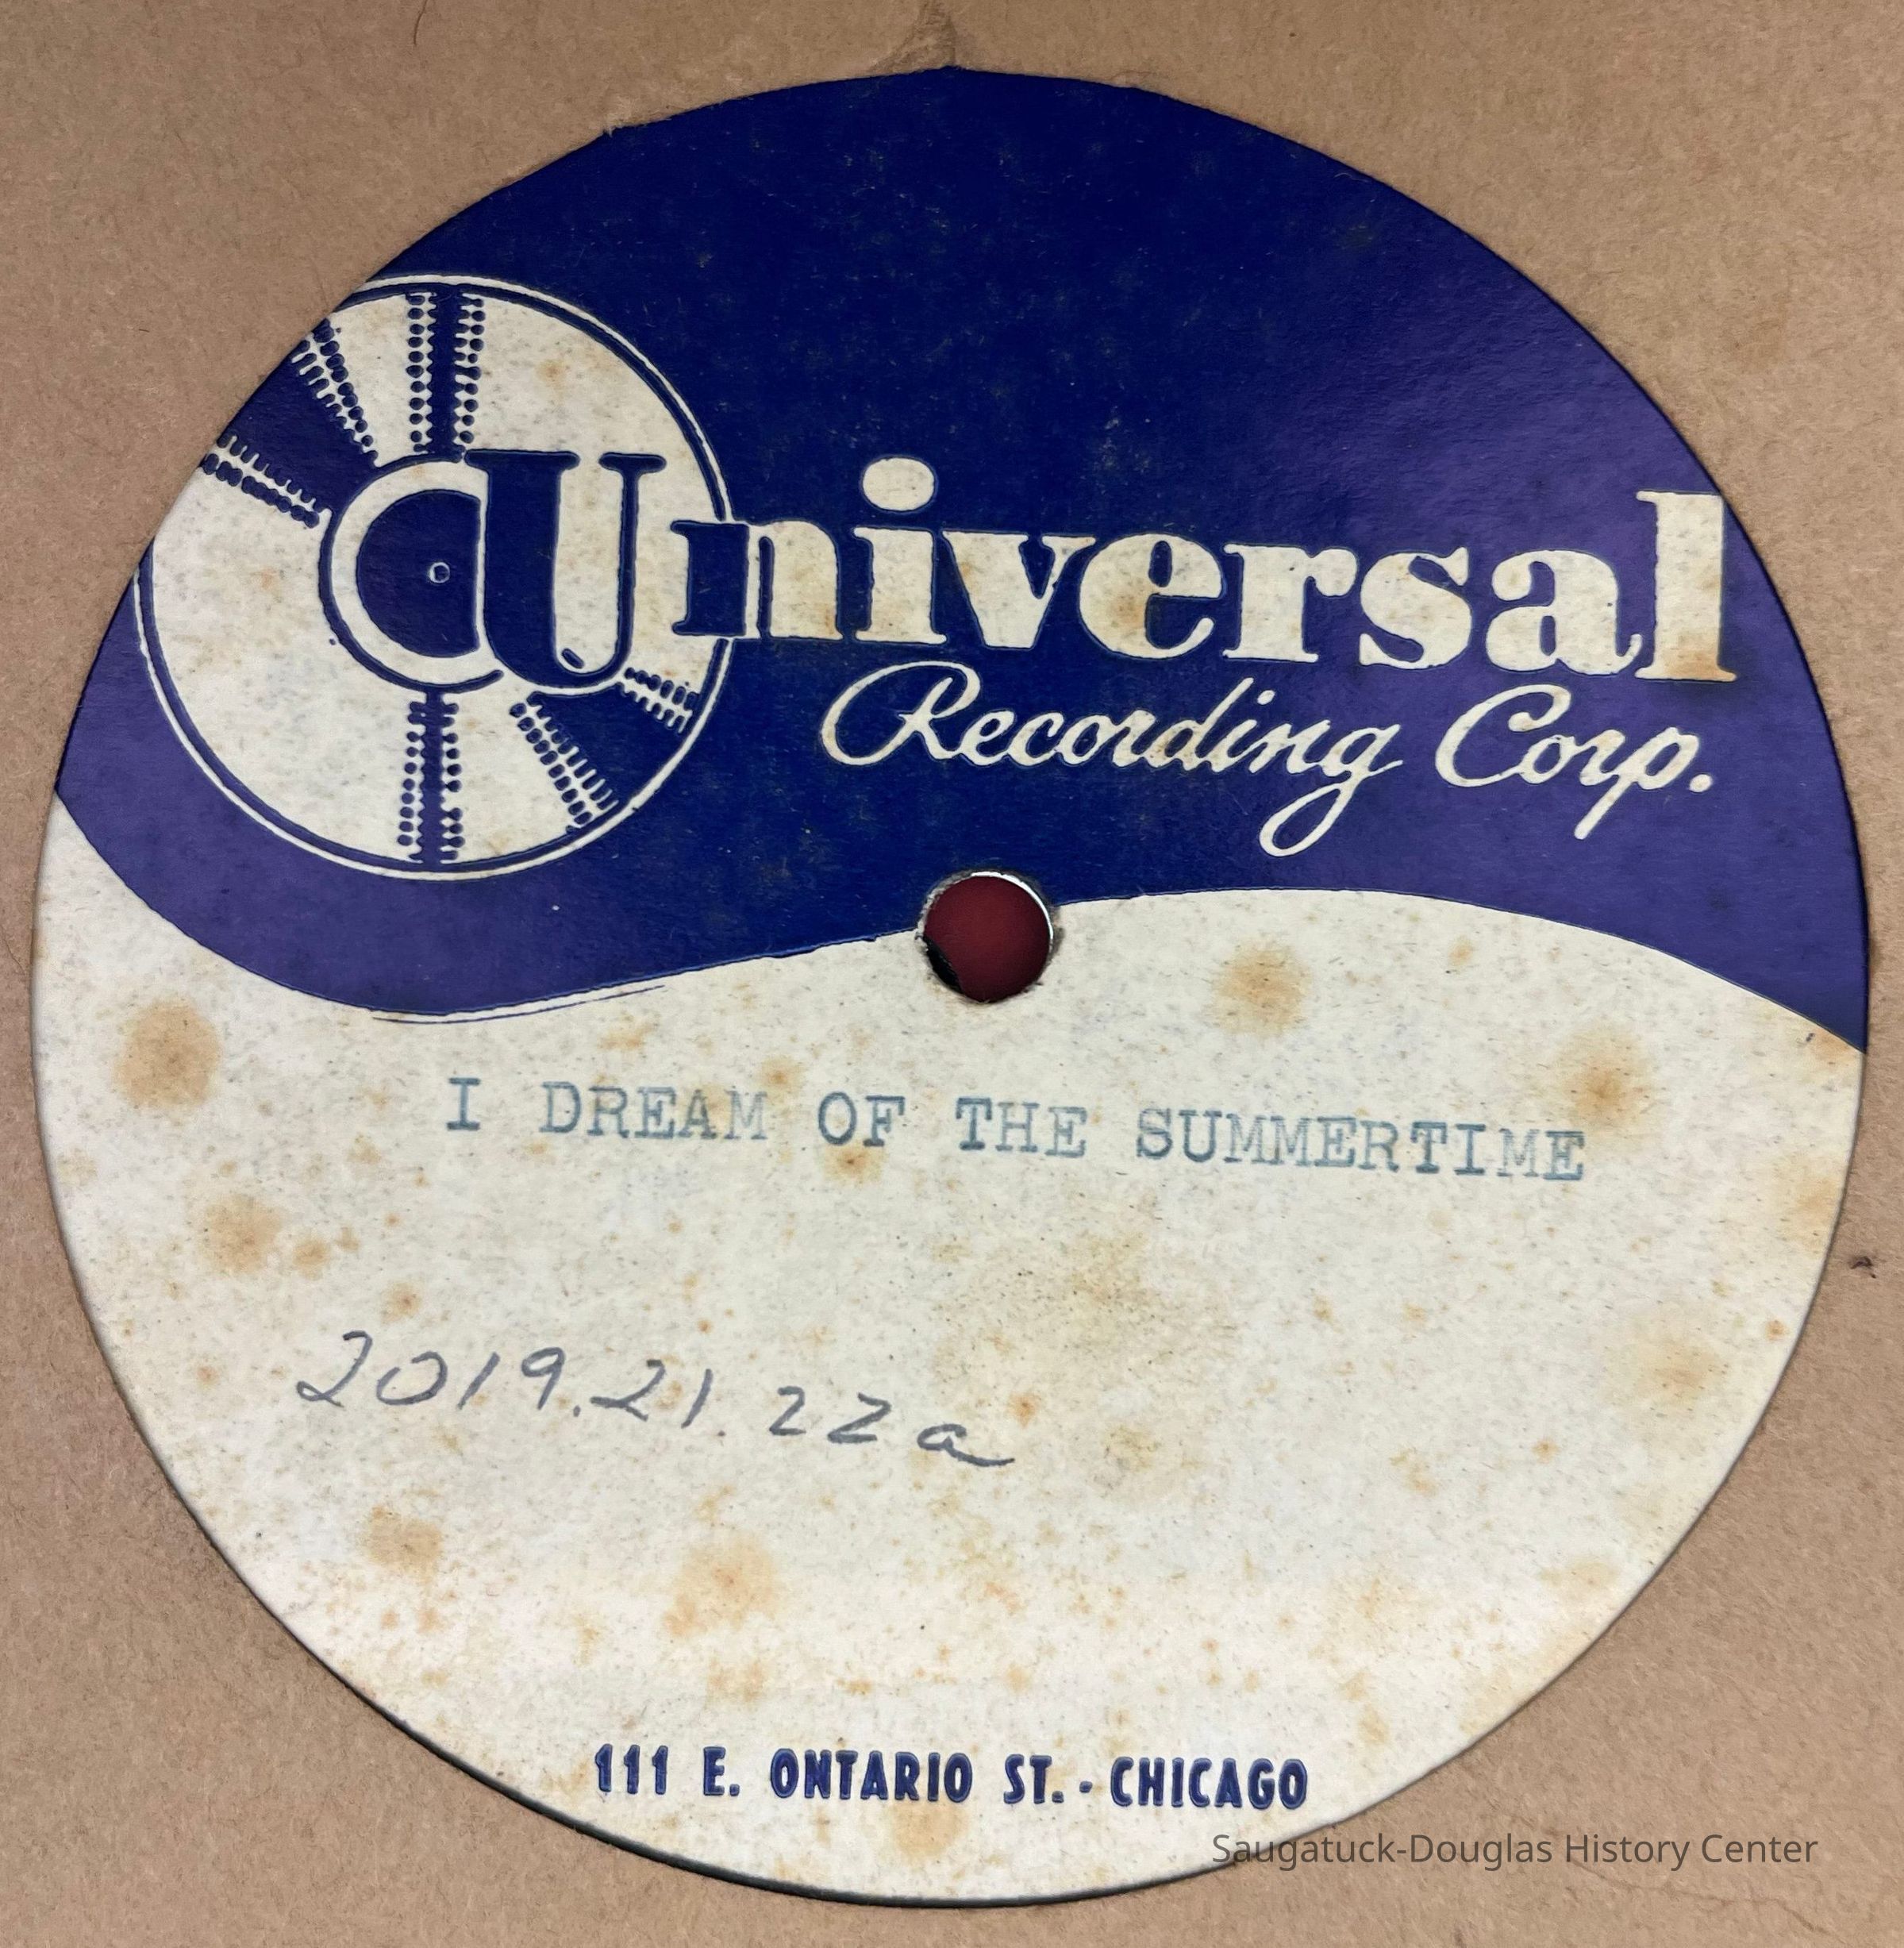 Universal
Recording Corp.
I DREAM OF THE SUMMERTIME
2019.21.22a
111 E. ONTARIO ST. - CHICAGO
Saugatuck-Douglas History Center